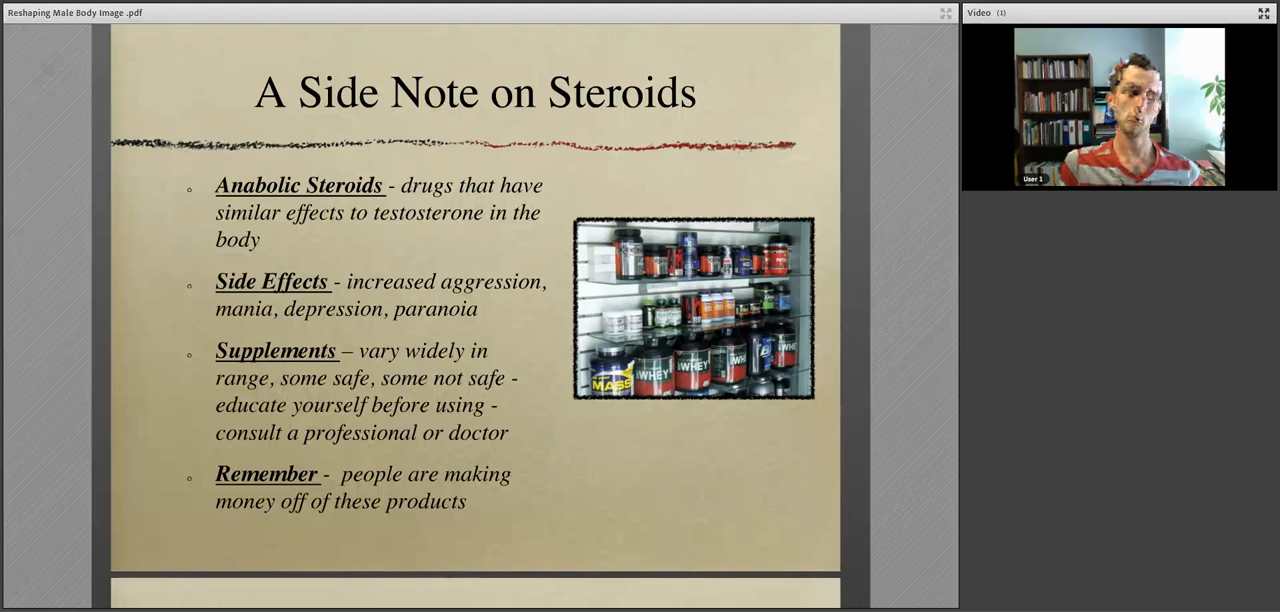 Reshaping Male Body Image .pdf
Video (1)
A Side Note on Steroids
Anabolic Steroids - drugs that have
similar effects to testosterone in the
body
Side Effects - increased aggression,
mania, depression, paranoia
Supplements – vary widely in
range, some safe, some not safe -
educate yourself before using -
consult a professional or doctor
Remember - people are making
money off of these products
MASS
WHEY
WHEY
WHEY
WHEY
User 1